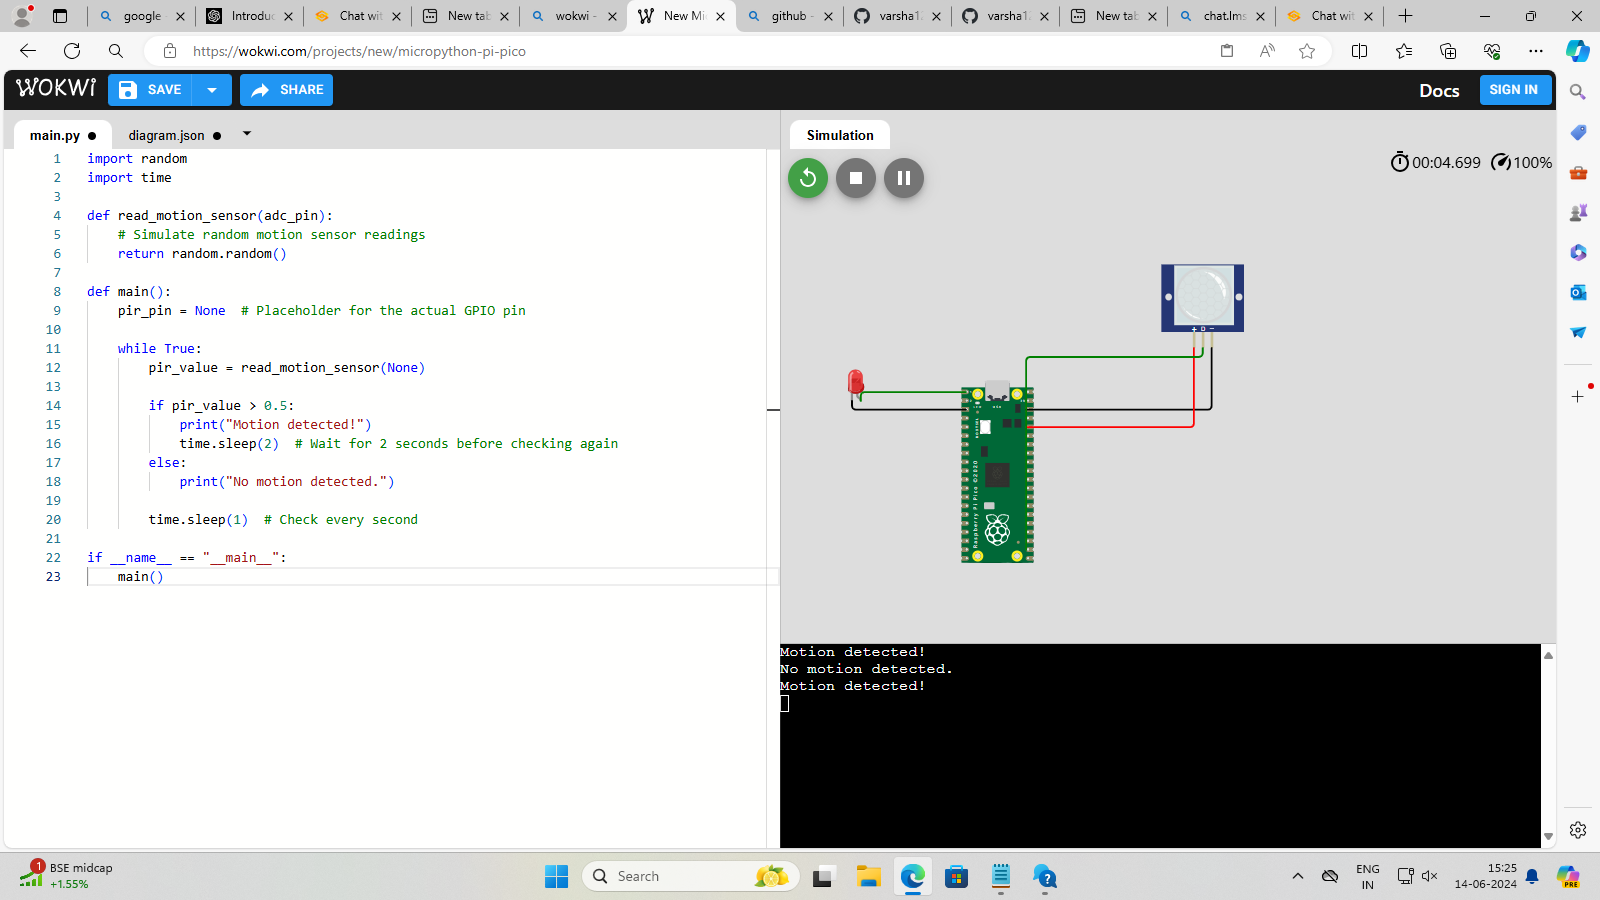 google
Introduc
Chat wit
New tab
wokwi -
New Mi
github -
varsha1
varsha1
New tab
chat.lms
Chat wit
https://wokwi.com/projects/new/micropython-pi-pico
WOKWI
SAVE
SHARE
Docs
SIGN IN
main.py
diagram.json
1 import random
2 import time
3
4 def read_motion_sensor(adc_pin):
5 # Simulate random motion sensor readings
6 return random.random()
7
8 def main():
9 pir_pin = None # Placeholder for the actual GPIO pin
10
11 while True:
12 pir_value = read_motion_sensor(None)
13
14 if pir_value > 0.5:
15 print("Motion detected!")
16 time.sleep(2) # Wait for 2 seconds before checking again
17 else:
18 print("No motion detected.")
19
20 time.sleep(1) # Check every second
21
22 if __name__ == "__main__":
23 main()
Simulation
00:04.699
100%
+ D −
Raspberry Pi Pico ©2020
Motion detected!
No motion detected.
Motion detected!
1
BSE midcap
+1.55%
Search
ENG
IN
15:25
14-06-2024
PRE